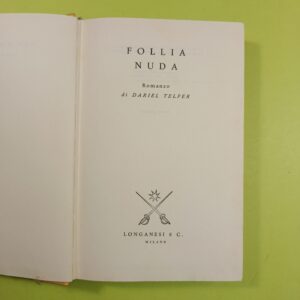 FOLLIA
NUDA
Romanzo
di DARIEL TELFER
LONGANESI & C.
MILANO